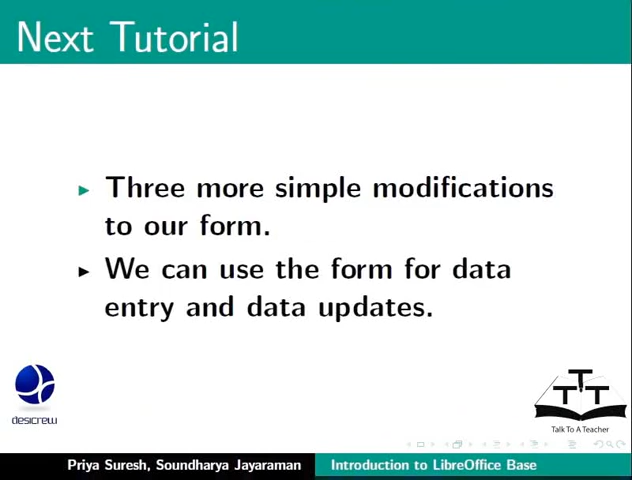 Next Tutorial
Three more simple modifications
to our form.
We can use the form for data
entry and data updates.
desicrew
TTT
Talk To A Teacher
Priya Suresh, Soundharya Jayaraman
Introduction to LibreOffice Base